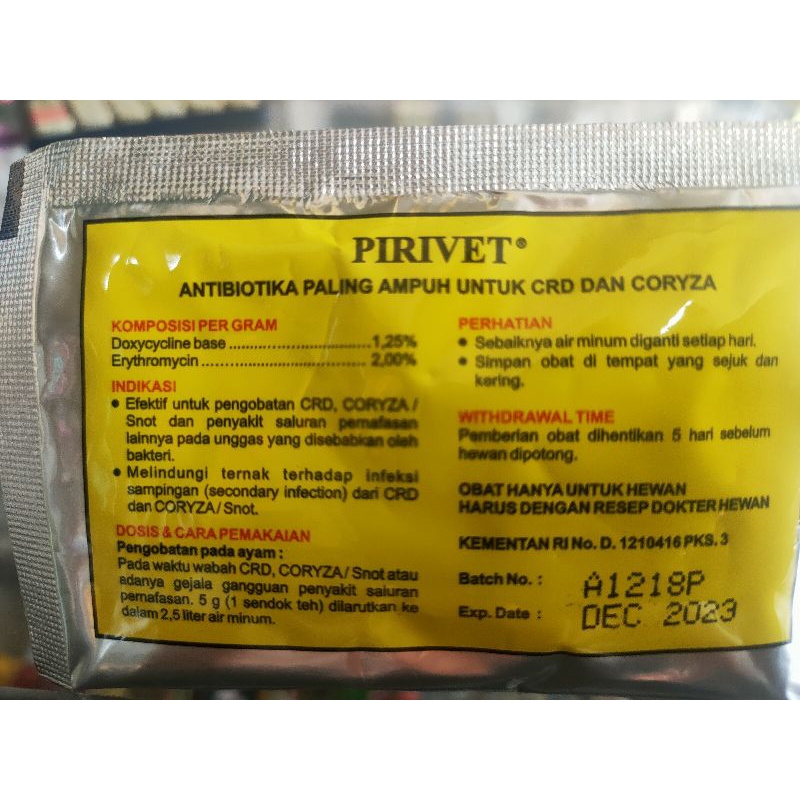 PIRIVET®
ANTIBIOTIKA PALING AMPUH UNTUK CRD DAN CORYZA
KOMPOSISI PER GRAM
Doxycycline base ................................ 1,25%
Erythromycin ...................................... 2,00%
INDIKASI
• Efektif untuk pengobatan CRD, CORYZA /
Snot dan penyakit saluran pernafasan
lainnya pada unggas yang disebabkan oleh
bakteri.
• Melindungi ternak terhadap infeksi
sampingan (secondary infection) dari CRD
dan CORYZA / Snot.
DOSIS & CARA PEMAKAIAN
Pengobatan pada ayam :
Pada waktu wabah CRD, CORYZA / Snot atau
adanya gejala gangguan penyakit saluran
pernafasan. 5 g (1 sendok teh) dilarutkan ke
dalam 2,5 liter air minum.
PERHATIAN
• Sebaiknya air minum diganti setiap hari.
• Simpan obat di tempat yang sejuk dan
kering.
WITHDRAWAL TIME
Pemberian obat dihentikan 5 hari sebelum
hewan dipotong.
OBAT HANYA UNTUK HEWAN
HARUS DENGAN RESEP DOKTER HEWAN
KEMENTAN RI No. D. 1210416 PKS. 3
Batch No. : A1218P
Exp. Date : DEC 2023